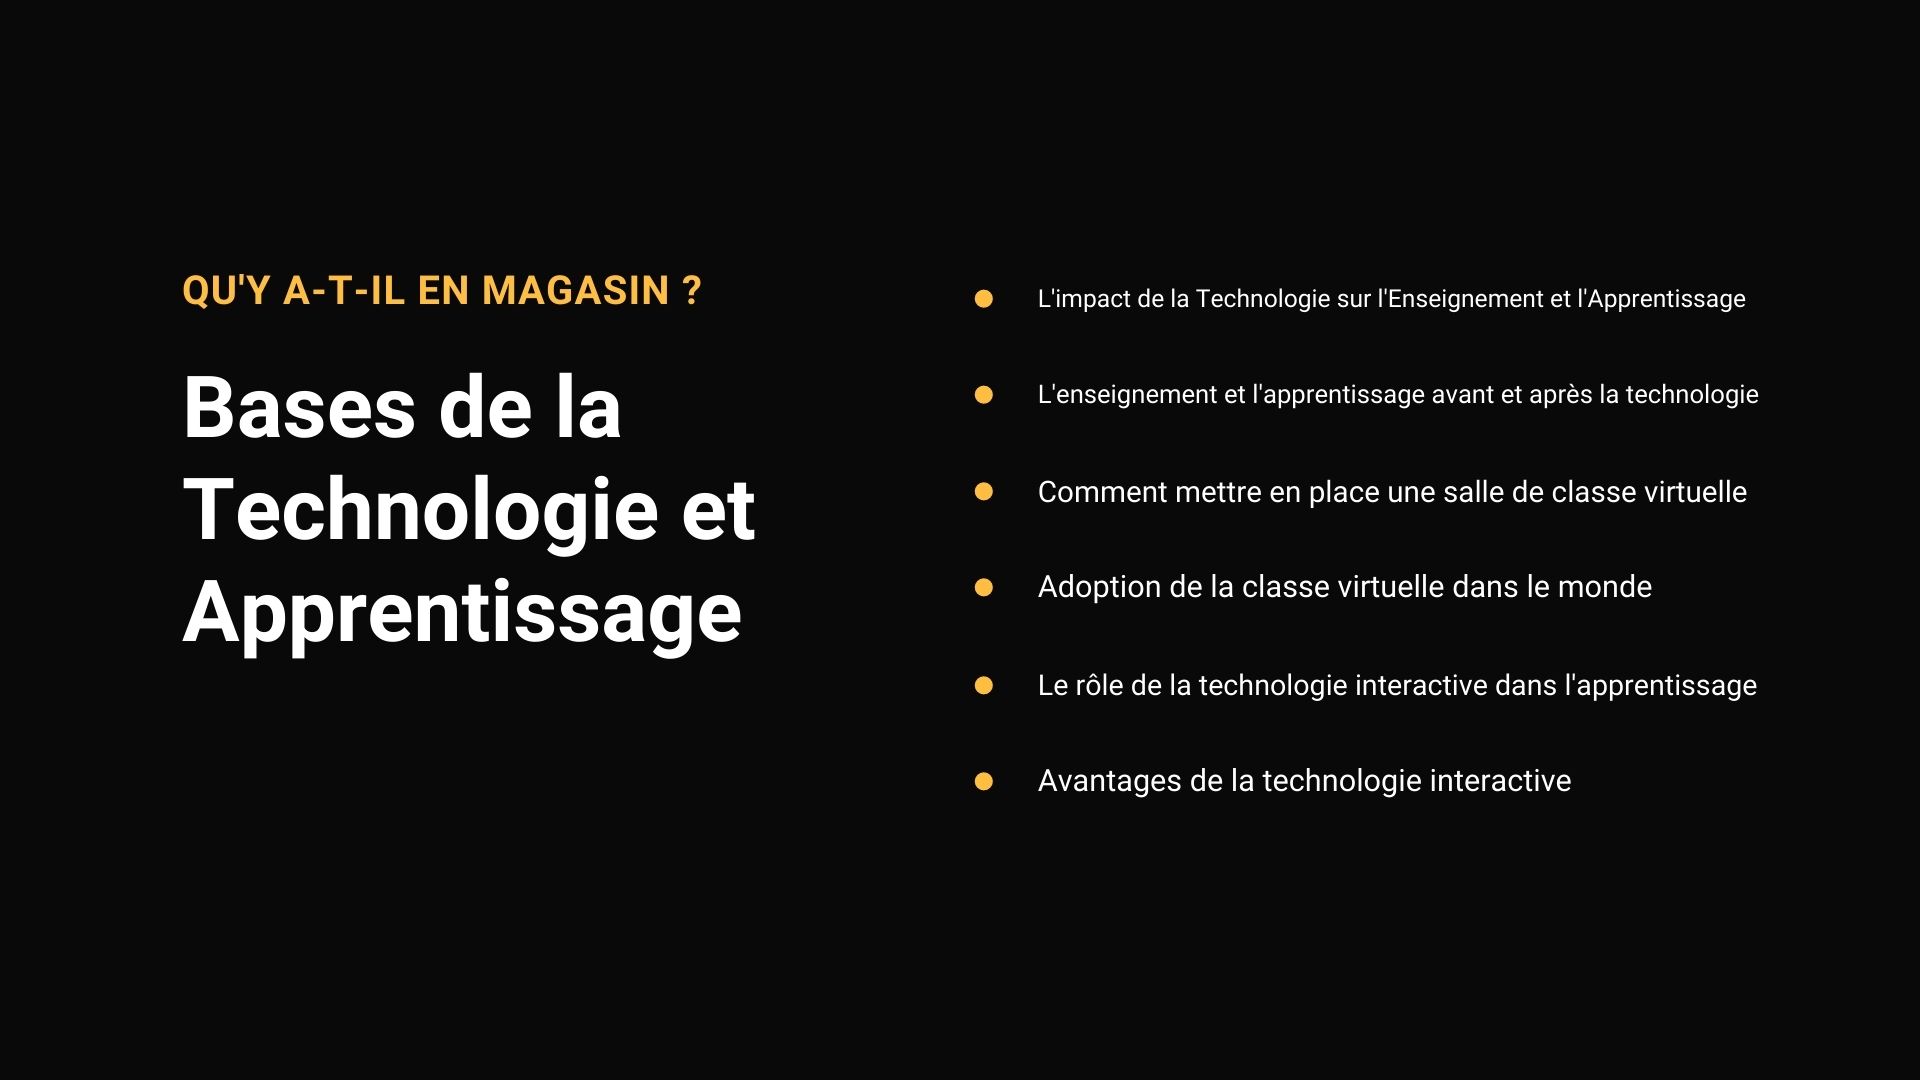 QU'Y A-T-IL EN MAGASIN ?
Bases de la
Technologie et
Apprentissage
L'impact de la Technologie sur l'Enseignement et l'Apprentissage
L'enseignement et l'apprentissage avant et après la technologie
Comment mettre en place une salle de classe virtuelle
Adoption de la classe virtuelle dans le monde
Le rôle de la technologie interactive dans l'apprentissage
Avantages de la technologie interactive